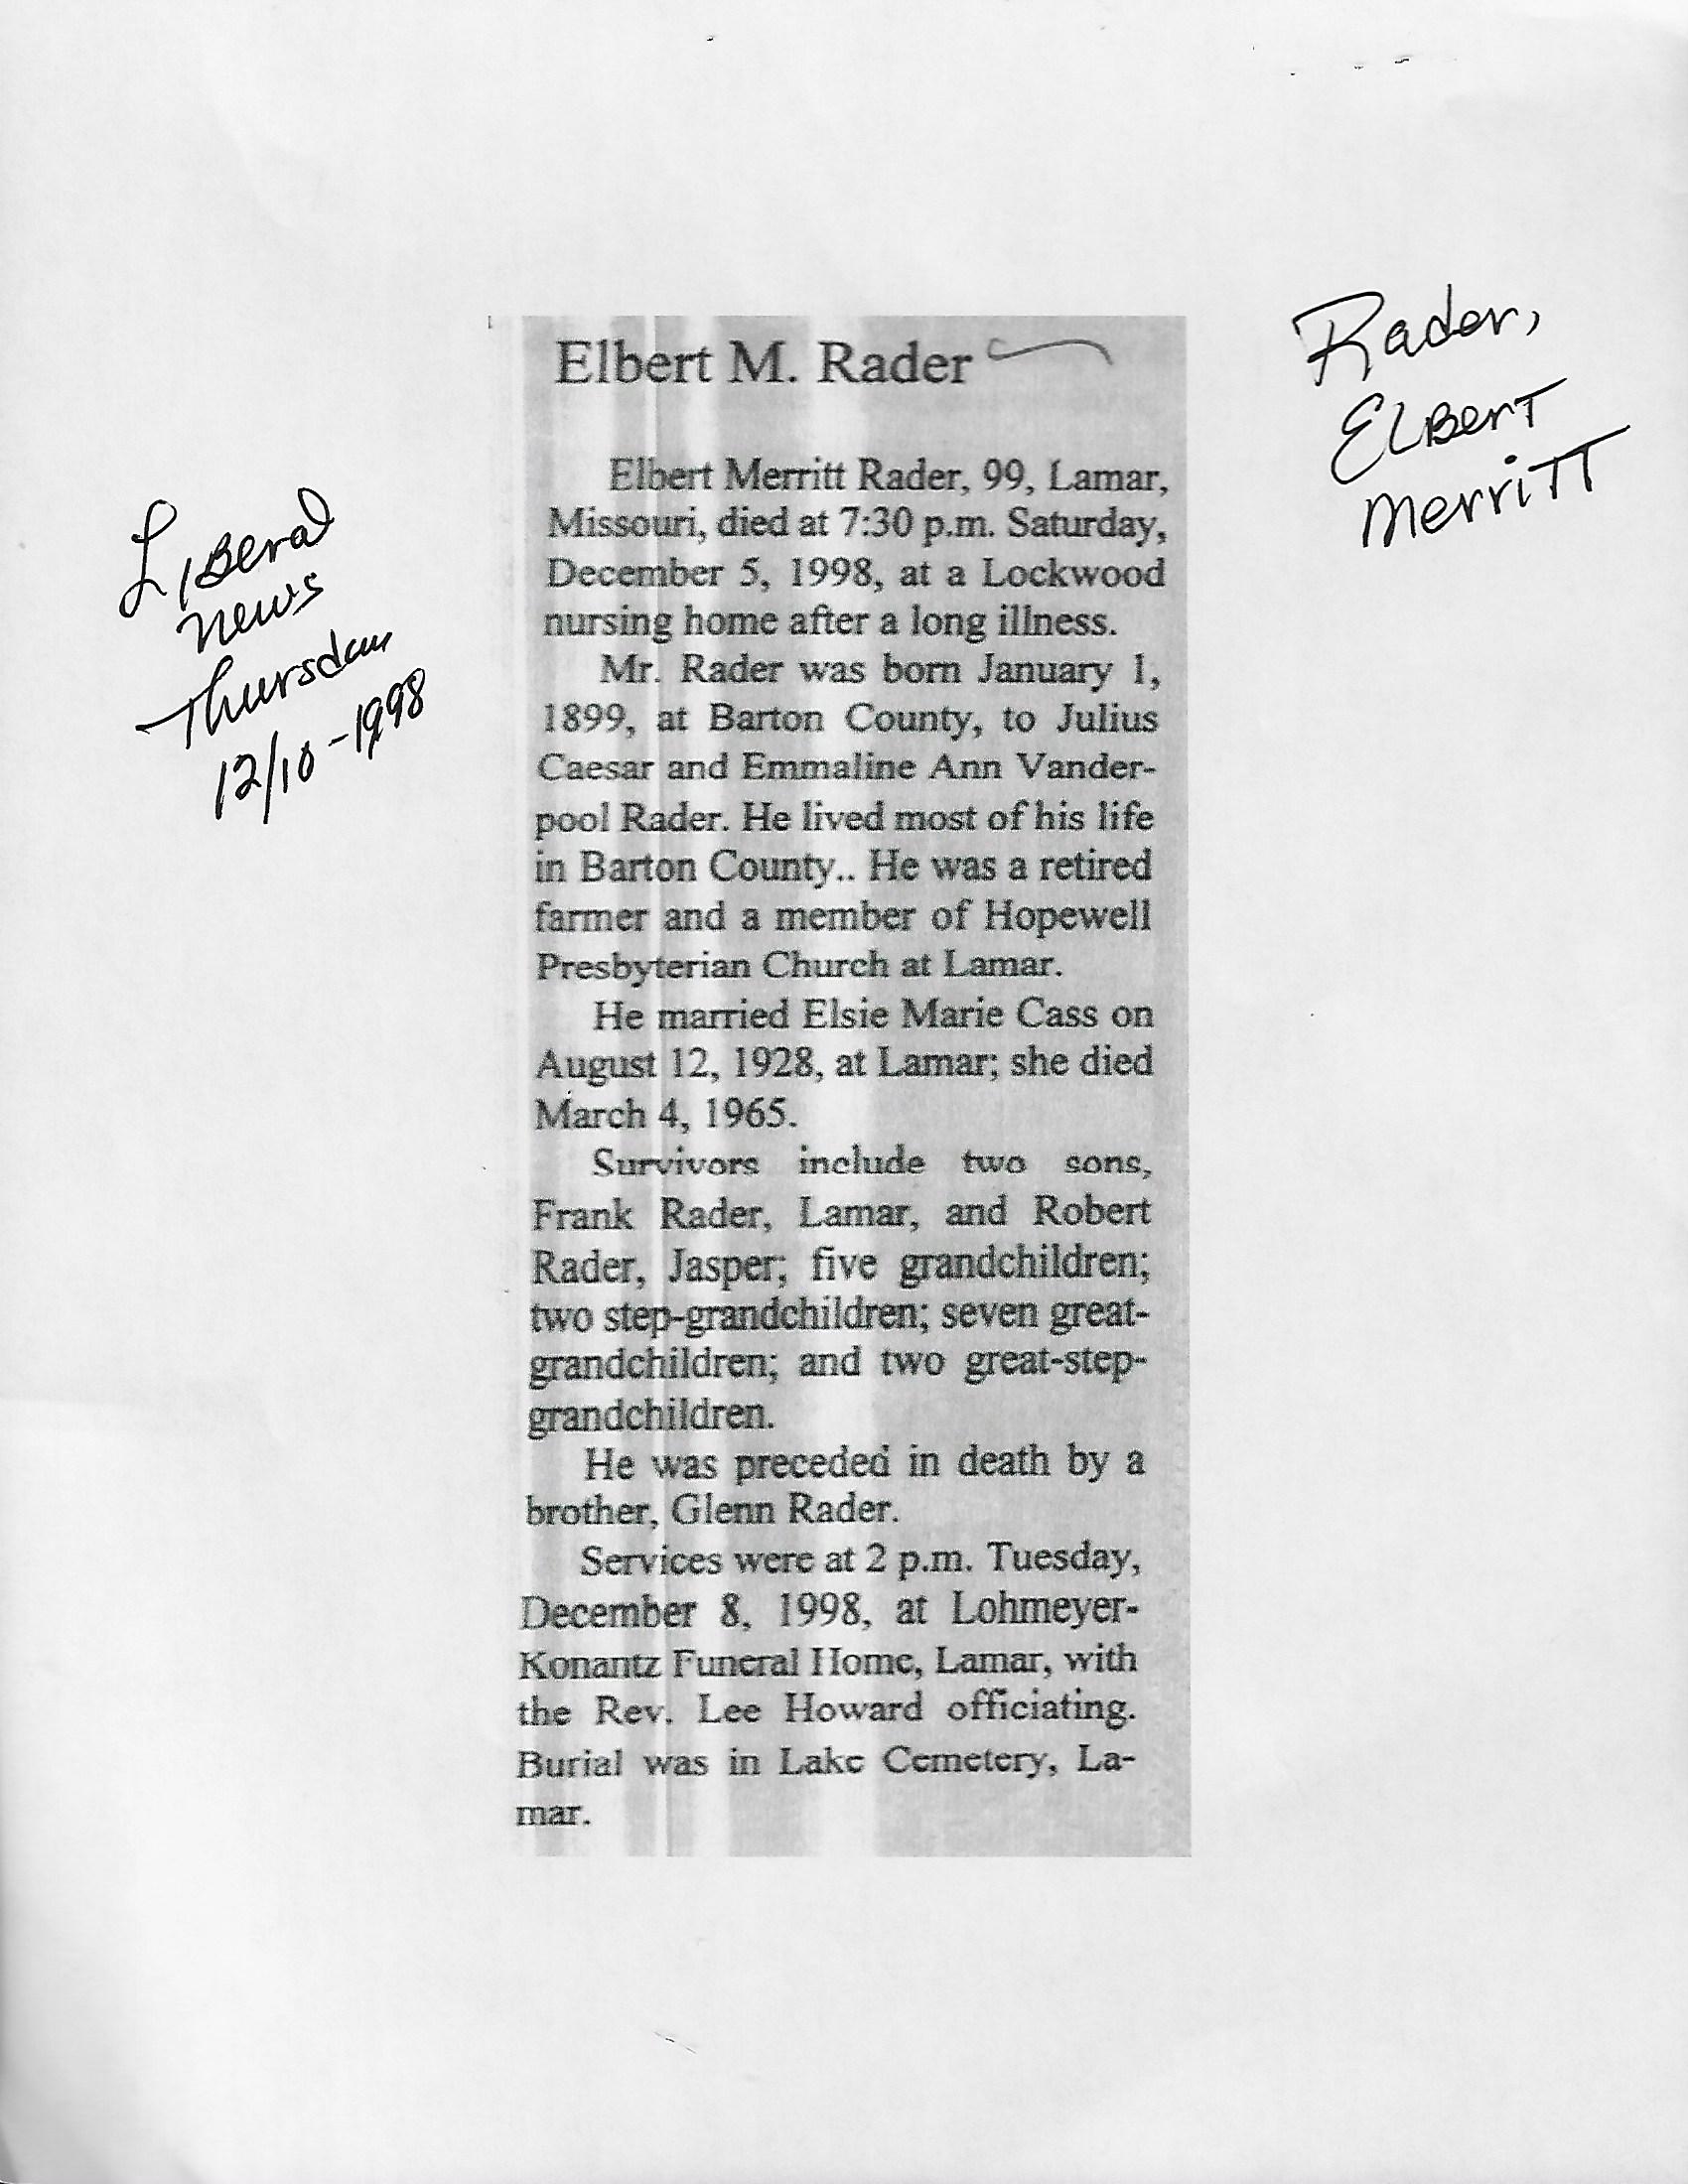 Rader,
ELBERT
MerriTT
LIBeral
news
Thursday
12/10-1998
Elbert M. Rader
Elbert Merritt Rader, 99, Lamar,
Missouri, died at 7:30 p.m. Saturday,
December 5, 1998, at a Lockwood
nursing home after a long illness.
Mr. Rader was born January 1,
1899, at Barton County, to Julius
Caesar and Emmaline Ann Vander-
pool Rader. He lived most of his life
in Barton County.. He was a retired
farmer and a member of Hopewell
Presbyterian Church at Lamar.
He married Elsie Marie Cass on
August 12, 1928, at Lamar; she died
March 4, 1965.
Survivors include two sons,
Frank Rader, Lamar, and Robert
Rader, Jasper; five grandchildren;
two step-grandchildren; seven great-
grandchildren; and two great-step-
grandchildren.
He was preceded in death by a
brother, Glenn Rader.
Services were at 2 p.m. Tuesday,
December 8, 1998, at Lohmeyer-
Konantz Funeral Home, Lamar, with
the Rev. Lee Howard officiating.
Burial was in Lake Cemetery, La-
mar.